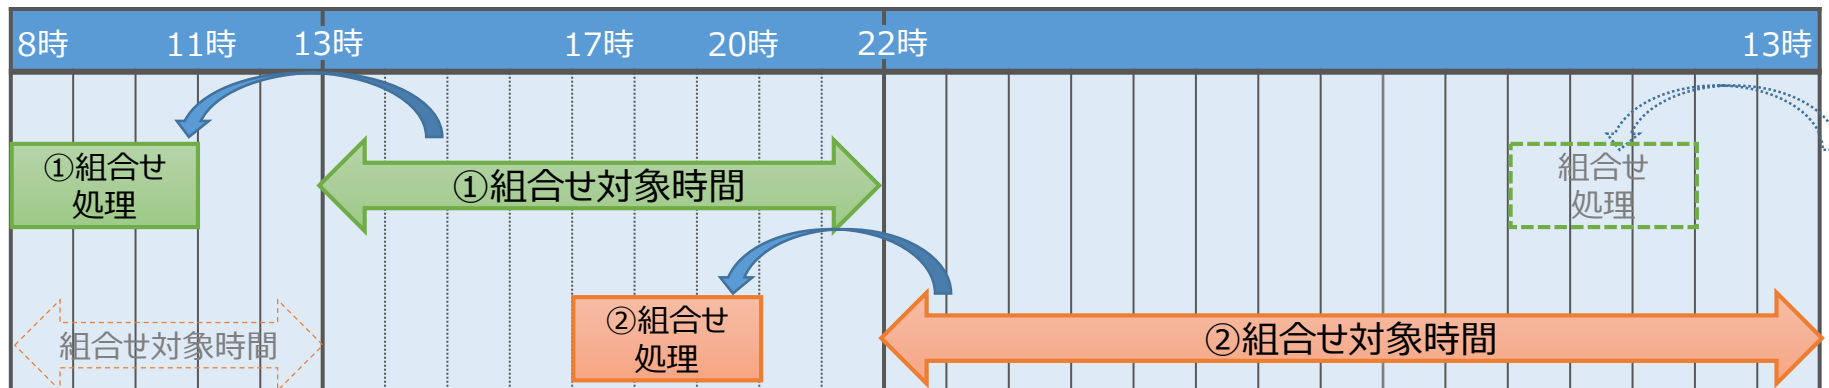 8時 11時 13時 17時 20時 22時 13時
①組合せ
処理
①組合せ対象時間
組合せ
処理
組合せ対象時間
②組合せ
処理
②組合せ対象時間